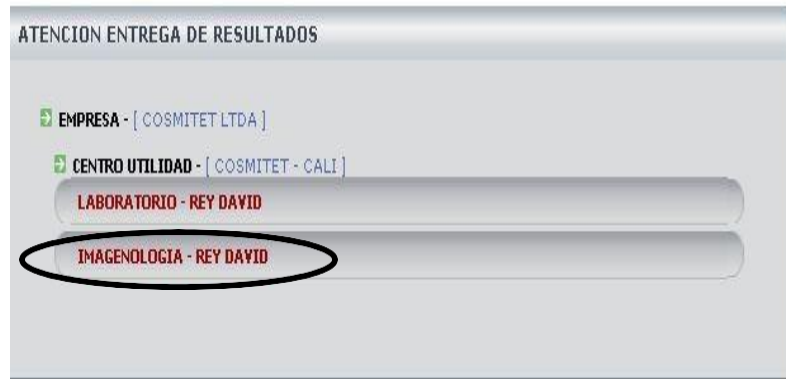 ATENCION ENTREGA DE RESULTADOS
EMPRESA - [ COSMITET LTDA ]
CENTRO UTILIDAD - [ COSMITET - CALI ]
LABORATORIO - REY DAVID
IMAGENOLOGIA - REY DAVID